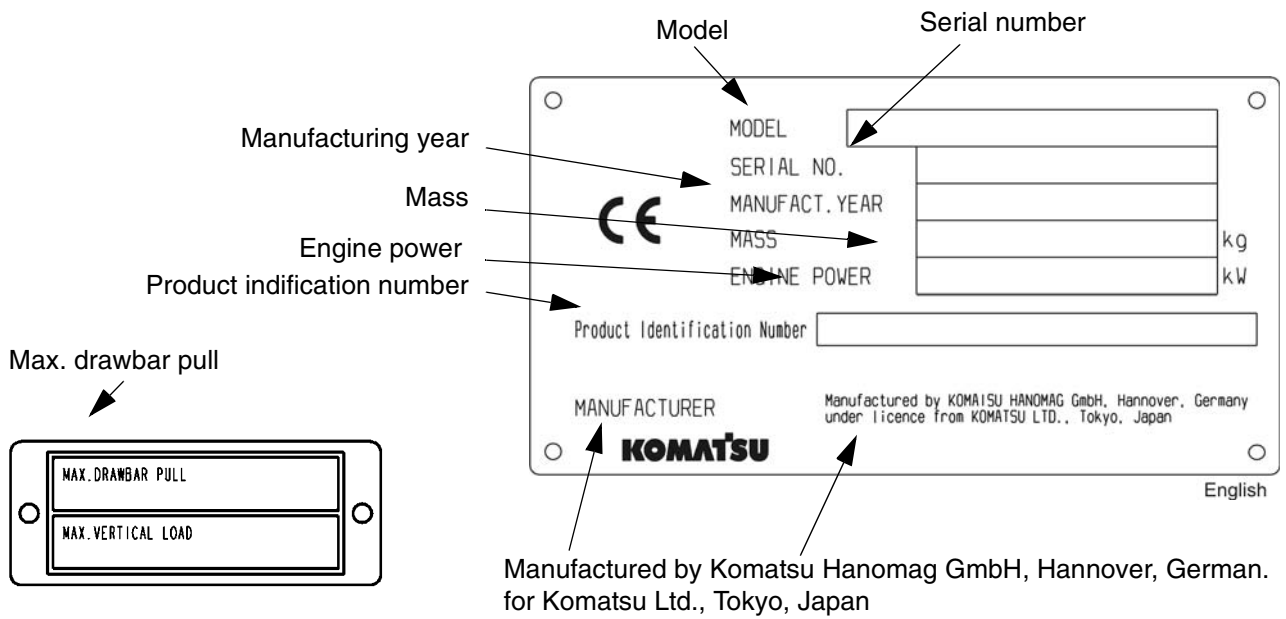 Model
Serial number
Manufacturing year
Mass
Engine power
Product indification number
MODEL
SERIAL NO.
MANUFACT.YEAR
MASS
kg
ENGINE POWER
kW
CE
Product Identification Number
MANUFACTURER
Manufactured by KOMAISU HANOMAG GmbH, Hannover, Germany
under licence from KOMATSU LTD., Tokyo, Japan
KOMATSU
English
Max. drawbar pull
MAX.DRAWBAR PULL
MAX.VERTICAL LOAD
Manufactured by Komatsu Hanomag GmbH, Hannover, German.
for Komatsu Ltd., Tokyo, Japan